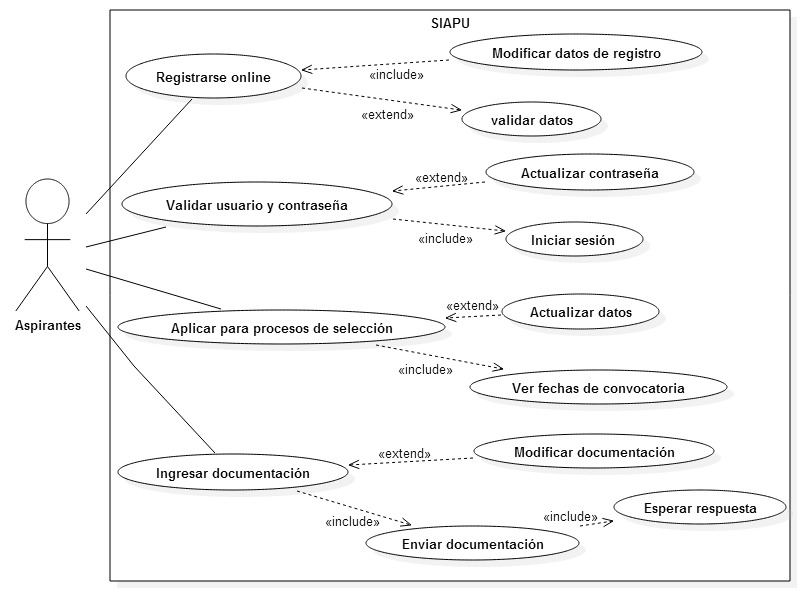 SIAPU
Modificar datos de registro
Registrarse online
«include»
«extend»
validar datos
Actualizar contraseña
«extend»
Validar usuario y contraseña
«include»
Iniciar sesión
Aspirantes
«extend»
Actualizar datos
Aplicar para procesos de selección
«include»
Ver fechas de convocatoria
Modificar documentación
«extend»
Ingresar documentación
Esperar respuesta
«include»
«include»
Enviar documentación